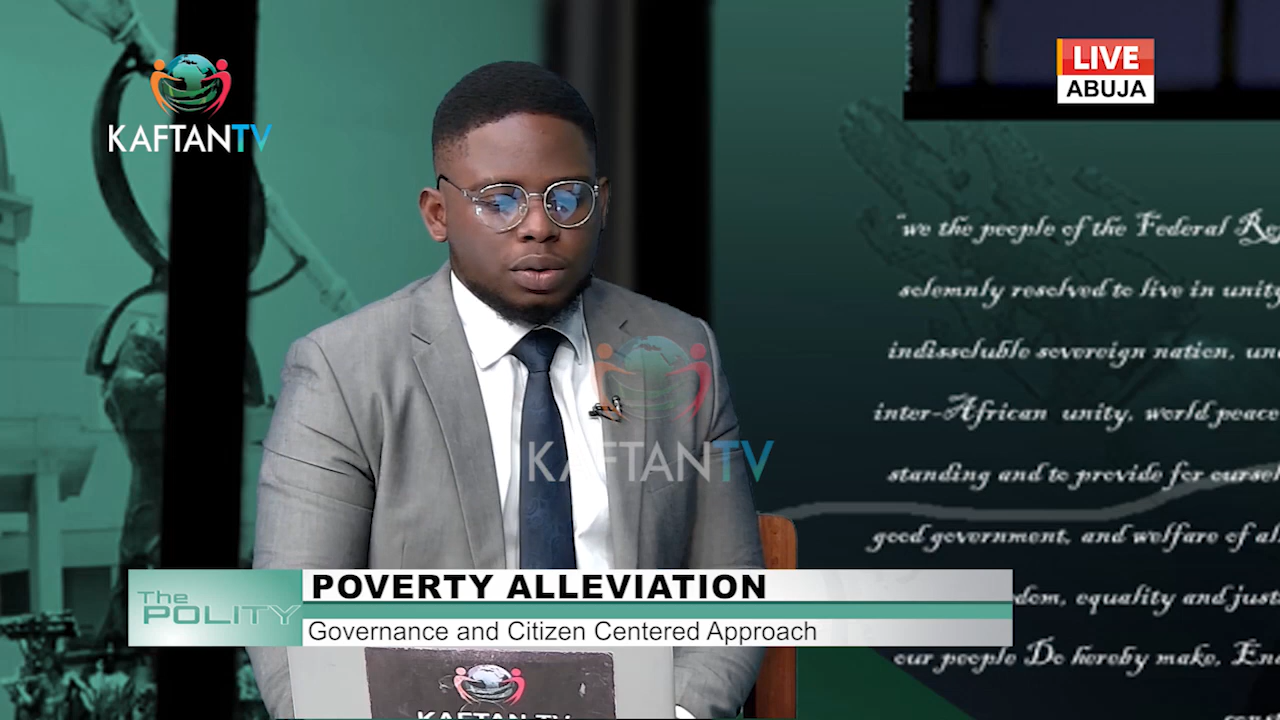 KAFTANTV
LIVE
ABUJA
"we the people of the Federal
solemnly resolved to live in unity
indissoluble sovereign nation, un
inter-African unity, world peace
KAFTANTV
standing and to provide for oursel
good government, and welfare of al
equality and just
our people Do hereby make, En
The
POLITY
POVERTY ALLEVIATION
Governance and Citizen Centered Approach
KAFTAN TV